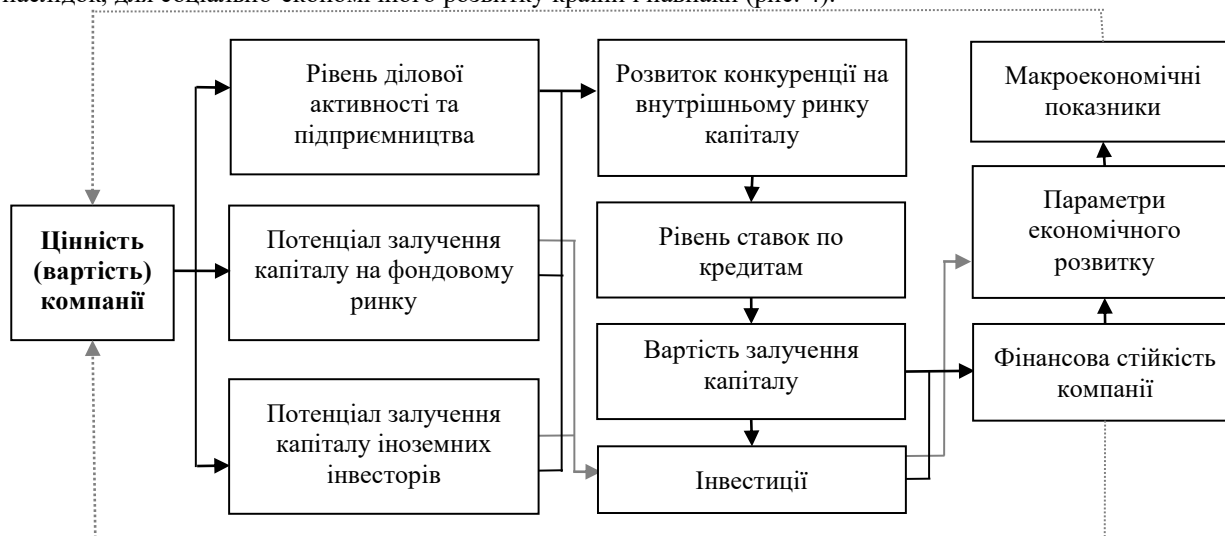 наслідок, для соціально-економічного розвитку країн і навпаки (рис. 4).
Рівень ділової
активності та
підприємництва
Розвиток конкуренції на
внутрішньому ринку
капіталу
Макроекономічні
показники
Цінність
(вартість)
компанії
Потенціал залучення
капіталу на фондовому
ринку
Рівень ставок по
кредитам
Параметри
економічного
розвитку
Потенціал залучення
капіталу іноземних
інвесторів
Вартість залучення
капіталу
Фінансова стійкість
компанії
Інвестиції